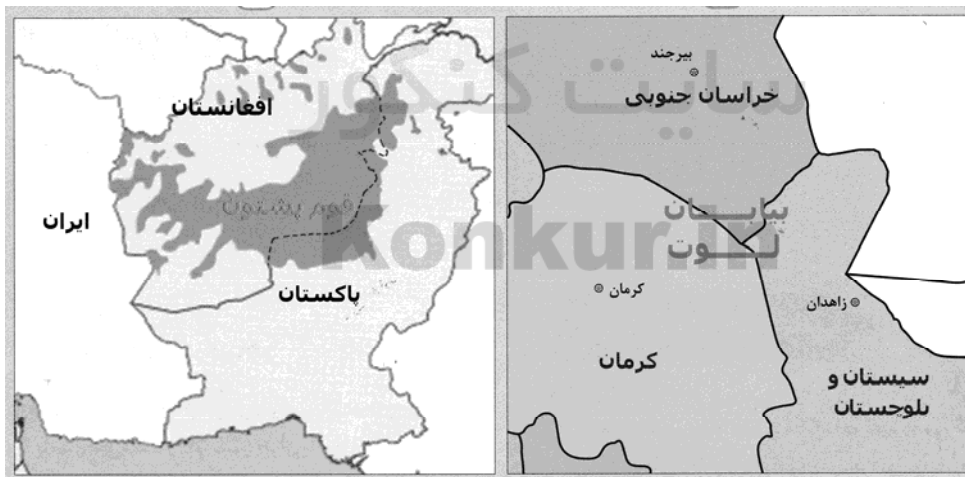 سایت کنکور
Konkur.in
بیرجند
خراسان جنوبی
بیابان
لوت
کرمان
کرمان
زاهدان
سیستان و
بلوچستان
افغانستان
قوم پشتون
ایران
پاکستان